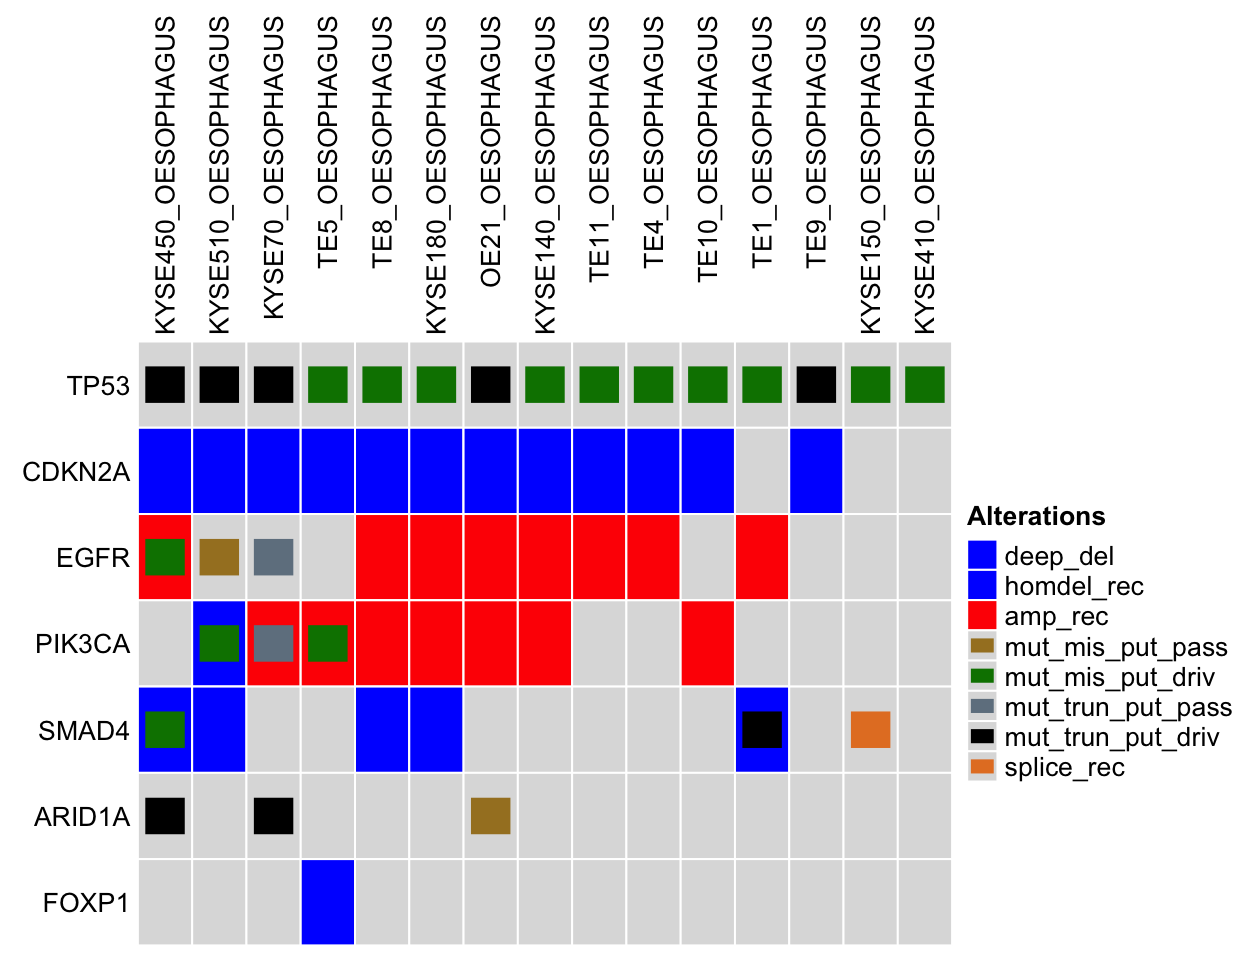 KYSE450_OESOPHAGUS
KYSE510_OESOPHAGUS
KYSE70_OESOPHAGUS
TE5_OESOPHAGUS
TE8_OESOPHAGUS
KYSE180_OESOPHAGUS
OE21_OESOPHAGUS
KYSE140_OESOPHAGUS
TE11_OESOPHAGUS
TE4_OESOPHAGUS
TE10_OESOPHAGUS
TE1_OESOPHAGUS
TE9_OESOPHAGUS
KYSE150_OESOPHAGUS
KYSE410_OESOPHAGUS
TP53
CDKN2A
EGFR
PIK3CA
SMAD4
ARID1A
FOXP1
Alterations
deep_del
homdel_rec
amp_rec
mut_mis_put_pass
mut_mis_put_driv
mut_trun_put_pass
mut_trun_put_driv
splice_rec